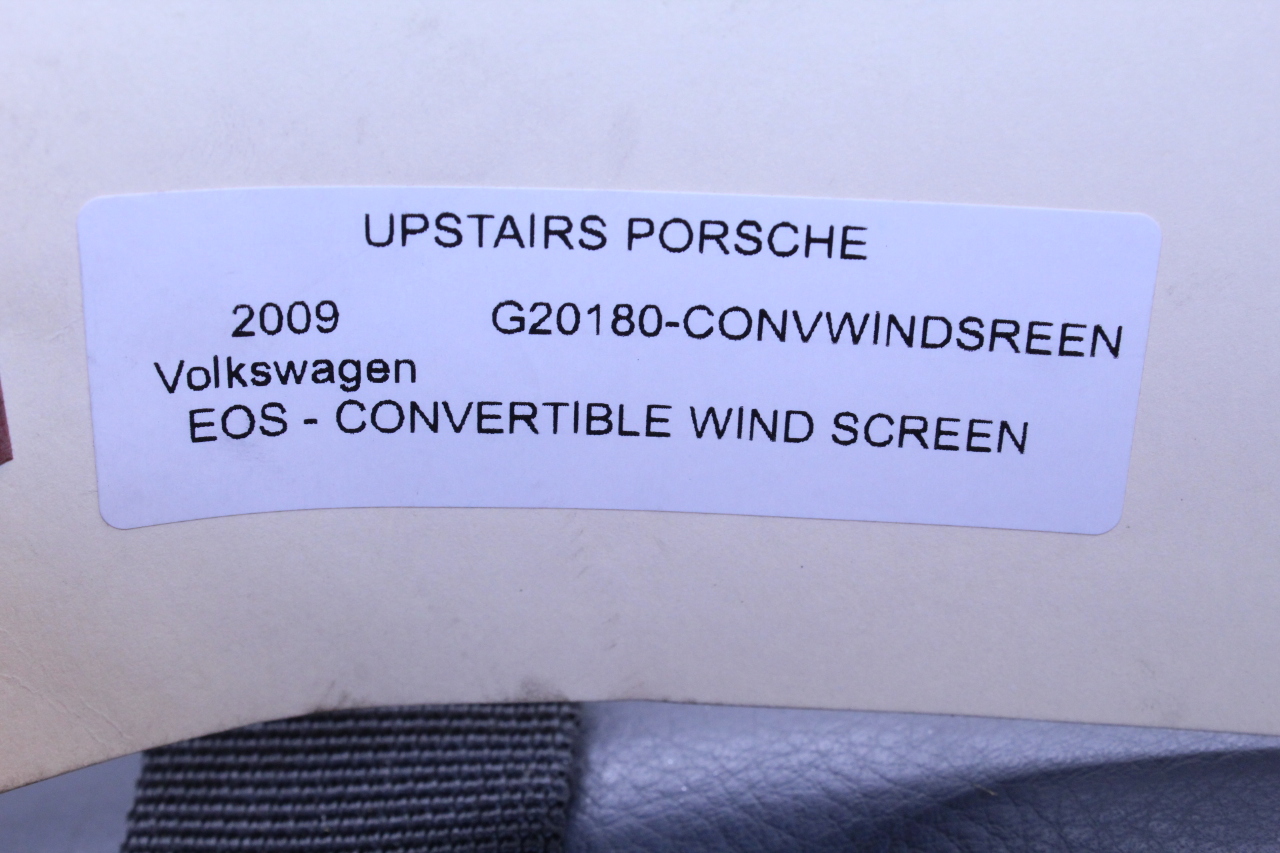 UPSTAIRS PORSCHE
2009 G20180-CONVWINDSREEN
Volkswagen
EOS - CONVERTIBLE WIND SCREEN